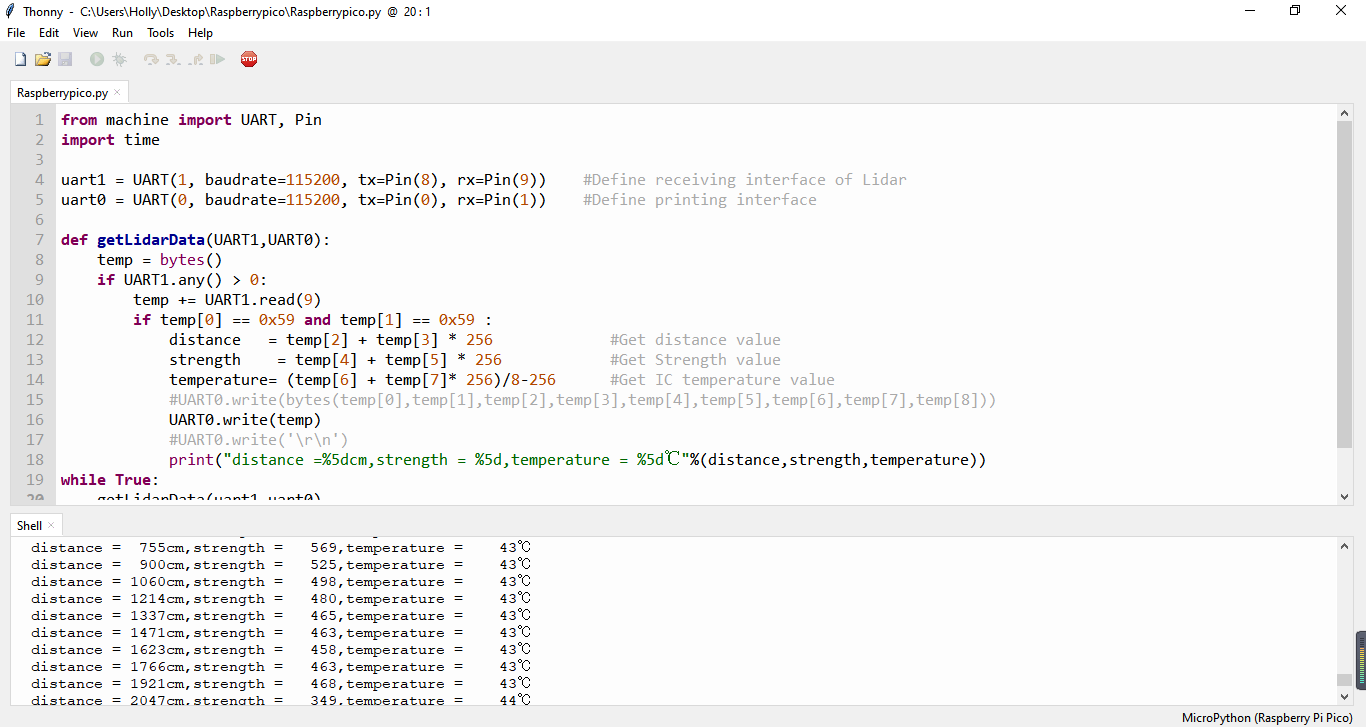 Thonny - C:\Users\Holly\Desktop\Raspberrypico\Raspberrypico.py @ 20 : 1
File Edit View Run Tools Help
STOP
Raspberrypico.py ×
1 from machine import UART, Pin
2 import time
3
4 uart1 = UART(1, baudrate=115200, tx=Pin(8), rx=Pin(9))    #Define receiving interface of Lidar
5 uart0 = UART(0, baudrate=115200, tx=Pin(0), rx=Pin(1))    #Define printing interface
6
7 def getLidarData(UART1,UART0):
8     temp = bytes()
9     if UART1.any() > 0:
10         temp += UART1.read(9)
11         if temp[0] == 0x59 and temp[1] == 0x59 :
12             distance   = temp[2] + temp[3] * 256             #Get distance value
13             strength    = temp[4] + temp[5] * 256            #Get Strength value
14             temperature= (temp[6] + temp[7]* 256)/8-256      #Get IC temperature value
15             #UART0.write(bytes(temp[0],temp[1],temp[2],temp[3],temp[4],temp[5],temp[6],temp[7],temp[8]))
16             UART0.write(temp)
17             #UART0.write('\r\n')
18             print("distance =%5dcm,strength = %5d,temperature = %5d℃"%(distance,strength,temperature))
19 while True:
20     getLidarData(uart1,uart0)
Shell ×
distance =  755cm,strength =   569,temperature =    43℃
distance =  900cm,strength =   525,temperature =    43℃
distance = 1060cm,strength =   498,temperature =    43℃
distance = 1214cm,strength =   480,temperature =    43℃
distance = 1337cm,strength =   465,temperature =    43℃
distance = 1471cm,strength =   463,temperature =    43℃
distance = 1623cm,strength =   458,temperature =    43℃
distance = 1766cm,strength =   463,temperature =    43℃
distance = 1921cm,strength =   468,temperature =    43℃
distance = 2047cm,strength =   349,temperature =    44℃
MicroPython (Raspberry Pi Pico)